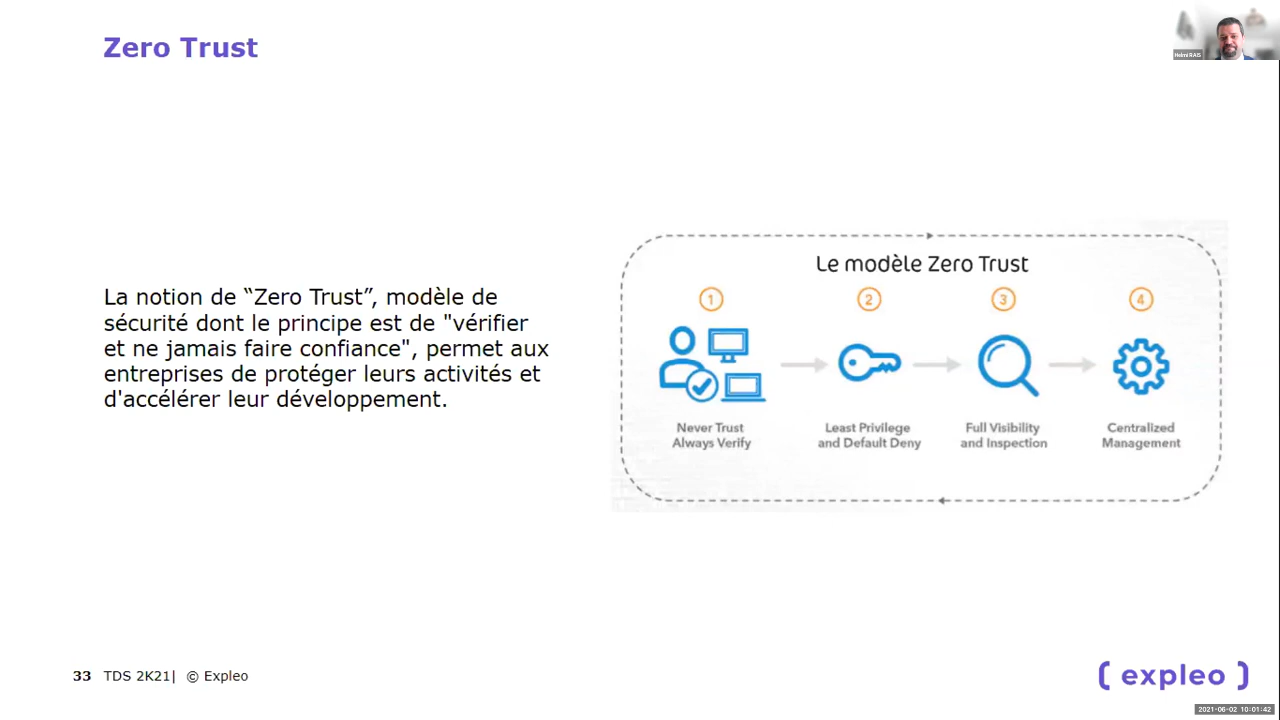 Zero Trust
Helmi RAIS
La notion de “Zero Trust”, modèle de
sécurité dont le principe est de "vérifier
et ne jamais faire confiance", permet aux
entreprises de protéger leurs activités et
d'accélérer leur développement.
Le modèle Zero Trust
1 2 3 4
Never Trust
Always Verify
Least Privilege
and Default Deny
Full Visibility
and Inspection
Centralized
Management
33 TDS 2K21| © Expleo
( expleo )
2021-06-02 10:01:42